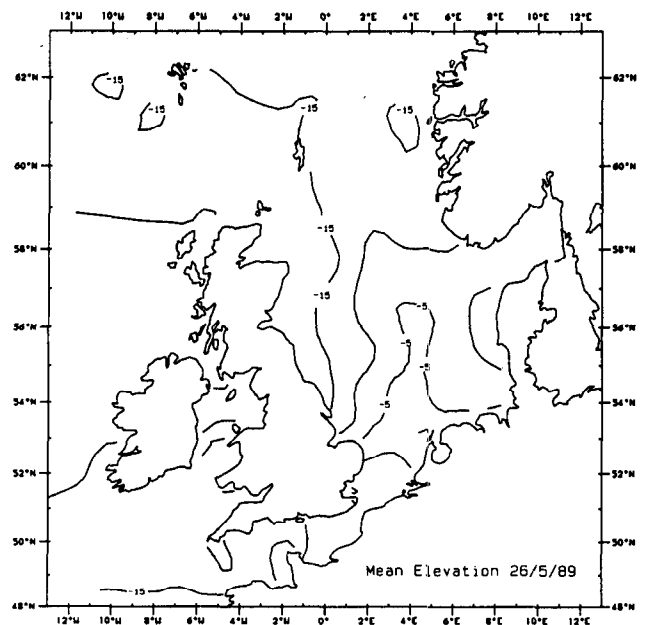 12°W 10°W 8°W 6°W 4°W 2°W 0° 2°E 4°E 6°E 8°E 10°E 12°E
62°N 62°N
-15 -15
-15 -15 -15
60°N 60°N
-15
58°N 58°N
-15 -5
56°N 56°N
-5
-5
54°N 54°N
-5
52°N 52°N
50°N 50°N
Mean Elevation 26/5/89
-15
48°N 48°N
12°W 10°W 8°W 6°W 4°W 2°W 0° 2°E 4°E 6°E 8°E 10°E 12°E